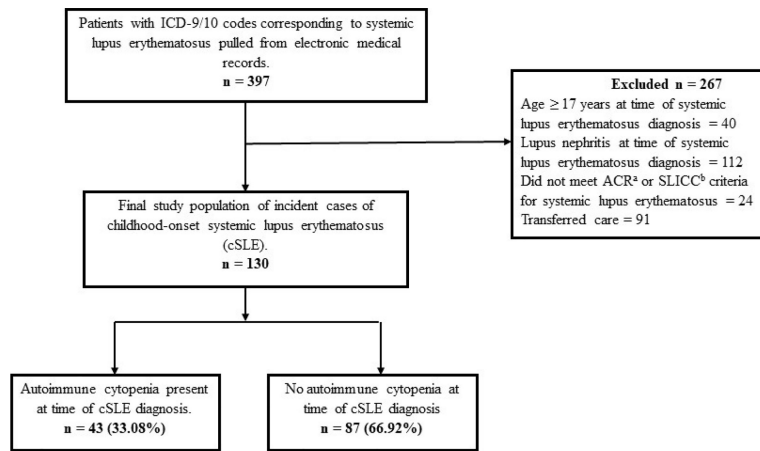 Patients with ICD-9/10 codes corresponding to systemic
lupus erythematosus pulled from electronic medical
records.
n = 397
Excluded n = 267
Age ≥ 17 years at time of systemic
lupus erythematosus diagnosis = 40
Lupus nephritis at time of systemic
lupus erythematosus diagnosis = 112
Did not meet ACRᵃ or SLICCᵇ criteria
for systemic lupus erythematosus = 24
Transferred care = 91
Final study population of incident cases of
childhood-onset systemic lupus erythematosus
(cSLE).
n = 130
Autoimmune cytopenia present
at time of cSLE diagnosis.
n = 43 (33.08%)
No autoimmune cytopenia at
time of cSLE diagnosis
n = 87 (66.92%)